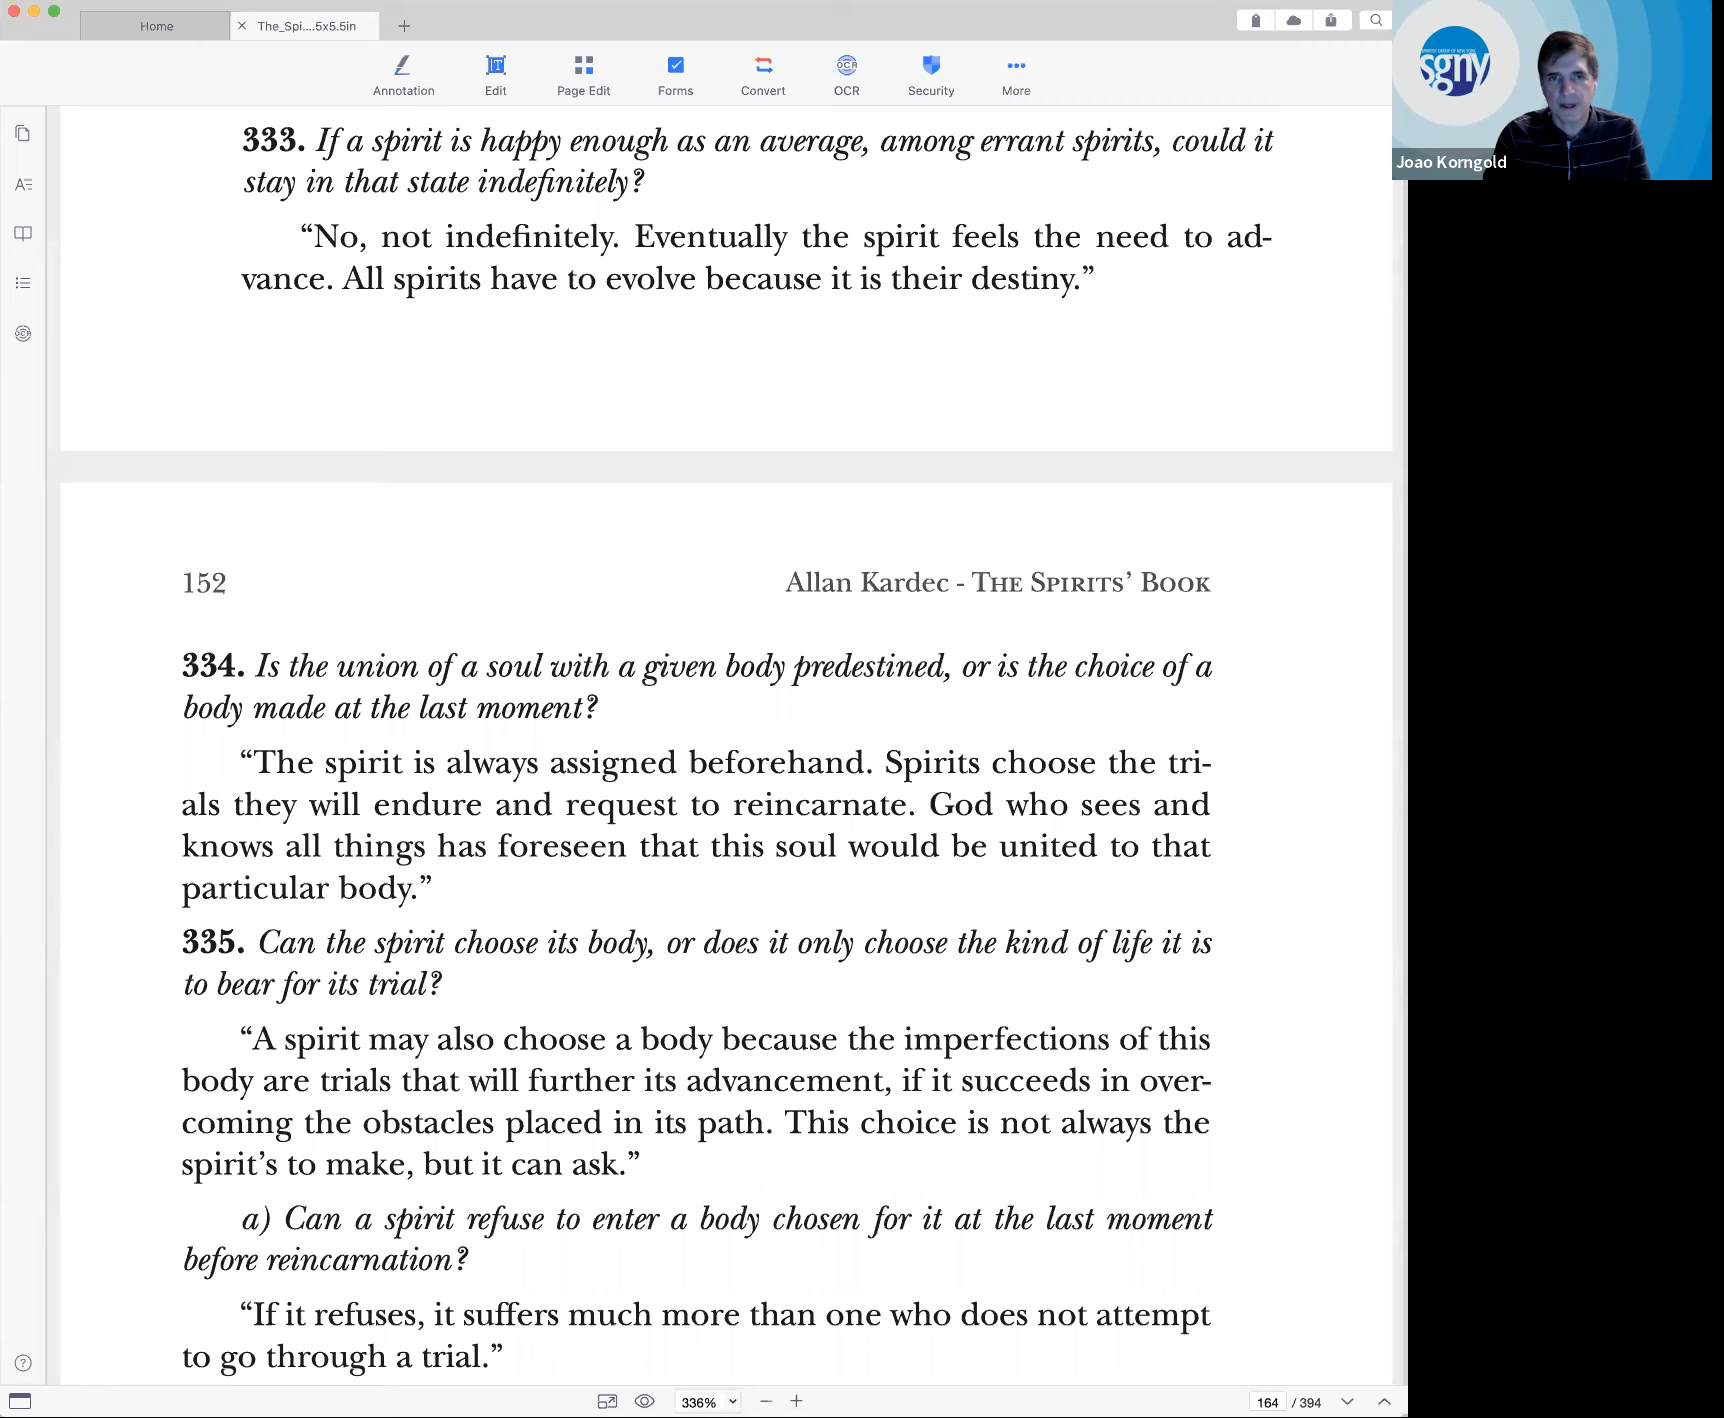 Home
The_Spi....5x5.5in
Annotation
Edit
Page Edit
Forms
Convert
OCR
OCR
Security
More
sgny
Joao Korngold
333. If a spirit is happy enough as an average, among errant spirits, could it
stay in that state indefinitely?
“No, not indefinitely. Eventually the spirit feels the need to ad-
vance. All spirits have to evolve because it is their destiny.”
152
Allan Kardec - THE SPIRITS’ BOOK
334. Is the union of a soul with a given body predestined, or is the choice of a
body made at the last moment?
“The spirit is always assigned beforehand. Spirits choose the tri-
als they will endure and request to reincarnate. God who sees and
knows all things has foreseen that this soul would be united to that
particular body.”
335. Can the spirit choose its body, or does it only choose the kind of life it is
to bear for its trial?
“A spirit may also choose a body because the imperfections of this
body are trials that will further its advancement, if it succeeds in over-
coming the obstacles placed in its path. This choice is not always the
spirit’s to make, but it can ask.”
a) Can a spirit refuse to enter a body chosen for it at the last moment
before reincarnation?
“If it refuses, it suffers much more than one who does not attempt
to go through a trial.”
336%
164 / 394